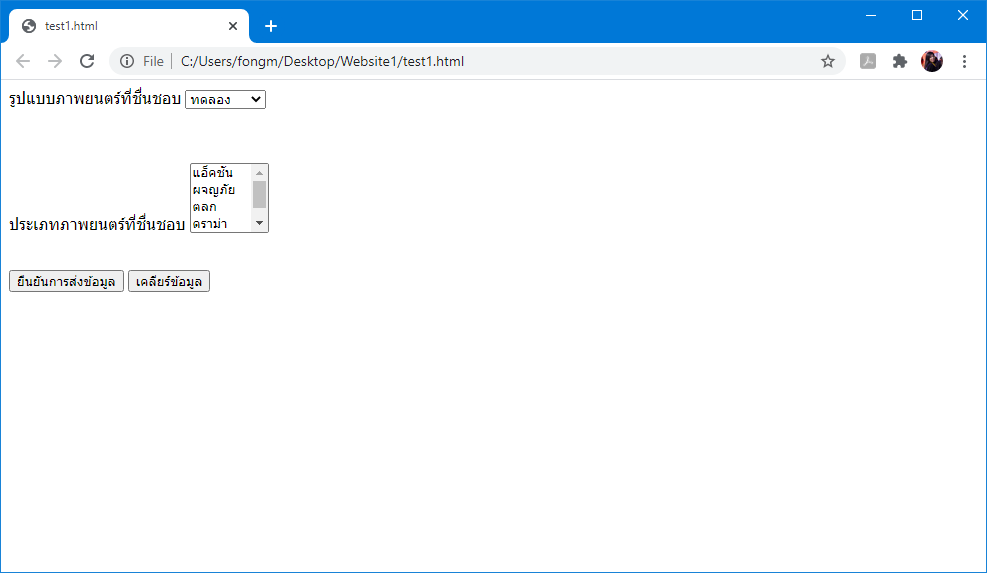 test1.html
File C:/Users/fongm/Desktop/Website1/test1.html
รูปแบบภาพยนตร์ที่ชื่นชอบ ทดลอง
แอ็คชัน
ผจญภัย
ตลก
ประเภทภาพยนตร์ที่ชื่นชอบ ดราม่า
ยืนยันการส่งข้อมูล เคลียร์ข้อมูล